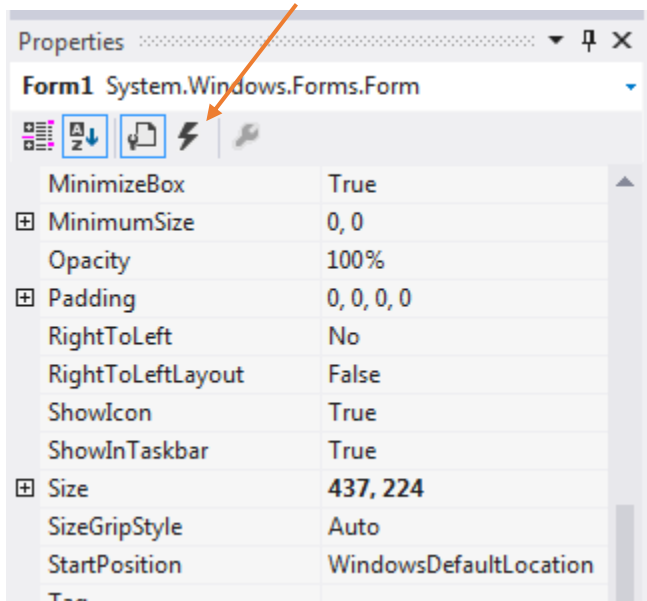 Properties
Form1 System.Windows.Forms.Form
MinimizeBox True
MinimumSize 0, 0
Opacity 100%
Padding 0, 0, 0, 0
RightToLeft No
RightToLeftLayout False
ShowIcon True
ShowInTaskbar True
Size 437, 224
SizeGripStyle Auto
StartPosition WindowsDefaultLocation